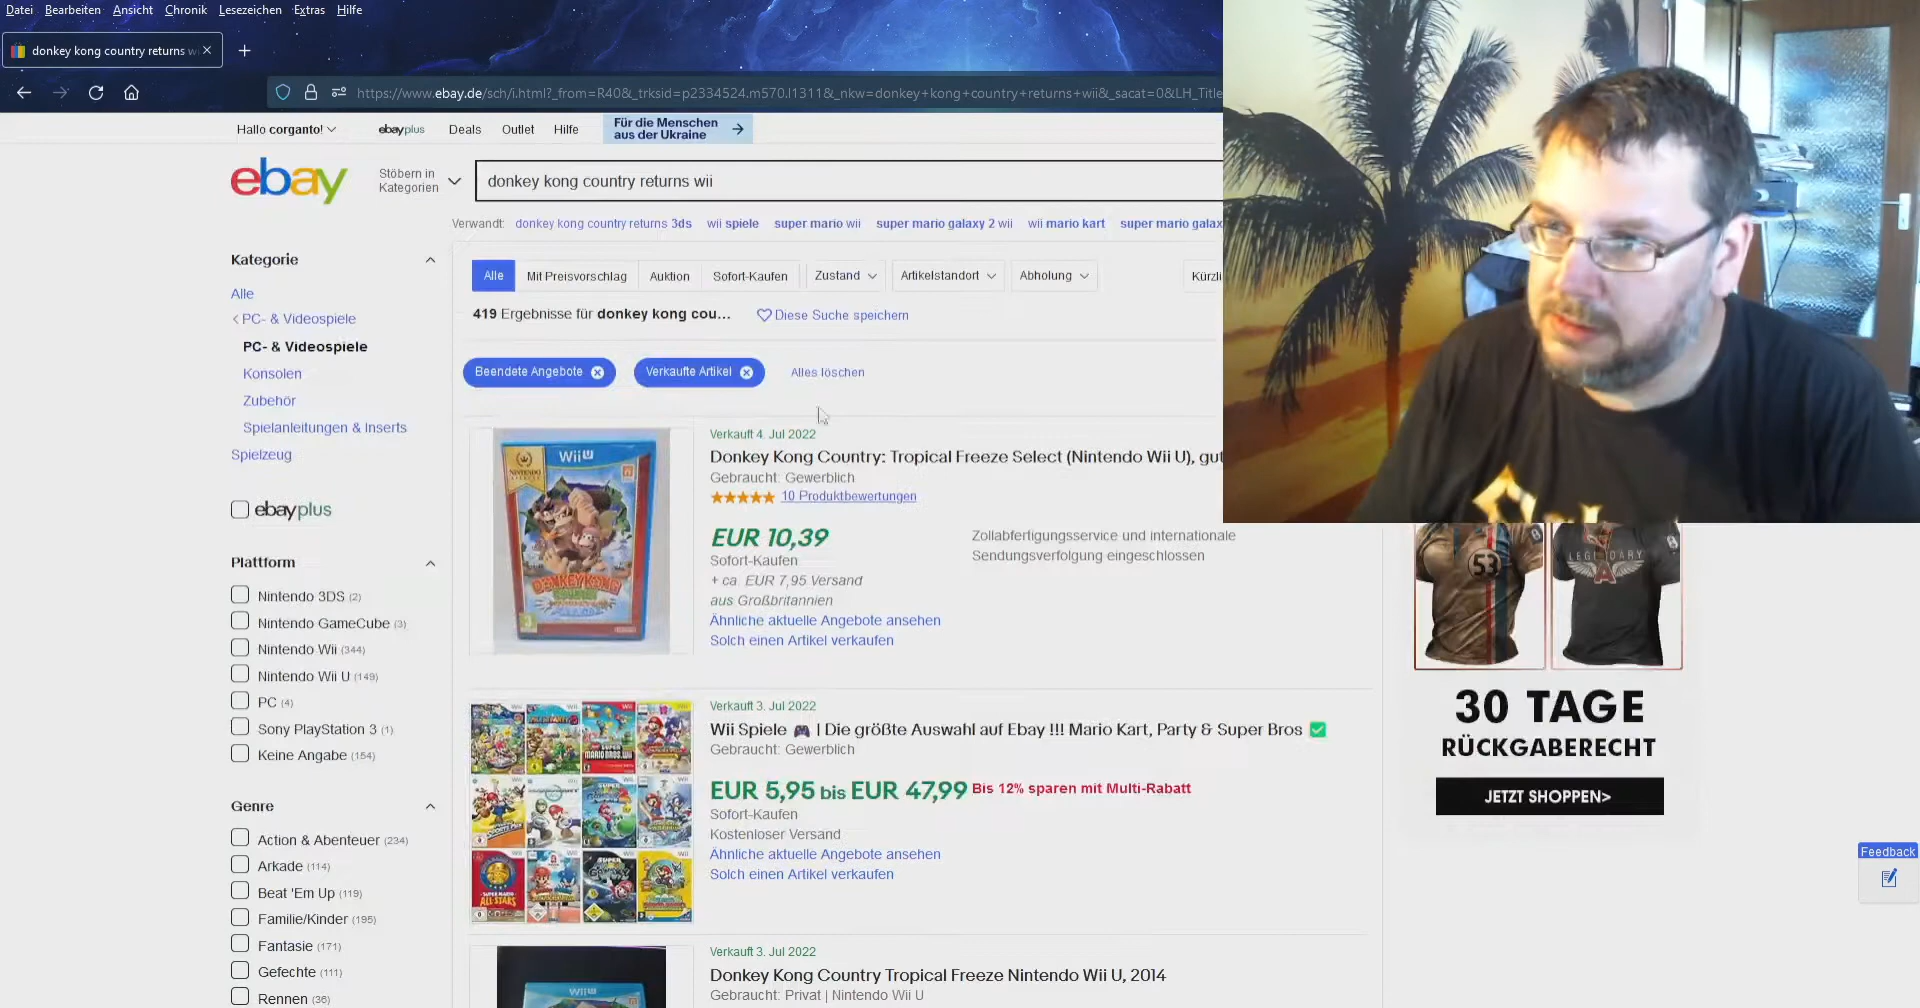 Datei Bearbeiten Ansicht Chronik Lesezeichen Extras Hilfe
donkey kong country returns w
https://www.ebay.de/sch/i.html?_from=R40&_trksid=p2334524.m570.l1311&_nkw=donkey+kong+country+returns+wii&_sacat=0&LH_Title
Hallo corganto! ebayplus Deals Outlet Hilfe
Für die Menschen
aus der Ukraine
ebay
Stöbern in
Kategorien
donkey kong country returns wii
Verwandt: donkey kong country returns 3ds wii spiele super mario wii super mario galaxy 2 wii wii mario kart super mario galax
Kategorie
Alle
PC- & Videospiele
PC- & Videospiele
Konsolen
Zubehör
Spielanleitungen & Inserts
Spielzeug
ebayplus
Plattform
Nintendo 3DS (2)
Nintendo GameCube (3)
Nintendo Wii (344)
Nintendo Wii U (149)
PC (4)
Sony PlayStation 3 (1)
Keine Angabe (154)
Genre
Action & Abenteuer (234)
Arkade (114)
Beat 'Em Up (119)
Familie/Kinder (195)
Fantasie (171)
Gefechte (111)
Rennen (36)
Alle Mit Preisvorschlag Auktion Sofort-Kaufen Zustand Artikelstandort Abholung Kürzli
419 Ergebnisse für donkey kong cou... Diese Suche speichern
Beendete Angebote Verkaufte Artikel Alles löschen
WiiU
DONKEY KONG
Verkauft 4. Jul 2022
Donkey Kong Country: Tropical Freeze Select (Nintendo Wii U), gut
Gebraucht: Gewerblich
10 Produktbewertungen
EUR 10,39
Sofort-Kaufen
+ ca. EUR 7,95 Versand
aus Großbritannien
Ähnliche aktuelle Angebote ansehen
Solch einen Artikel verkaufen
Zollabfertigungsservice und internationale
Sendungsverfolgung eingeschlossen
Verkauft 3. Jul 2022
Wii Spiele 🎮 | Die größte Auswahl auf Ebay !!! Mario Kart, Party & Super Bros ✅
Gebraucht: Gewerblich
EUR 5,95 bis EUR 47,99 Bis 12% sparen mit Multi-Rabatt
Sofort-Kaufen
Kostenloser Versand
Ähnliche aktuelle Angebote ansehen
Solch einen Artikel verkaufen
Verkauft 3. Jul 2022
Donkey Kong Country Tropical Freeze Nintendo Wii U, 2014
Gebraucht: Privat | Nintendo Wii U
WiiU
53
LEGENDARY
30 TAGE
RÜCKGABERECHT
JETZT SHOPPEN>
Feedback